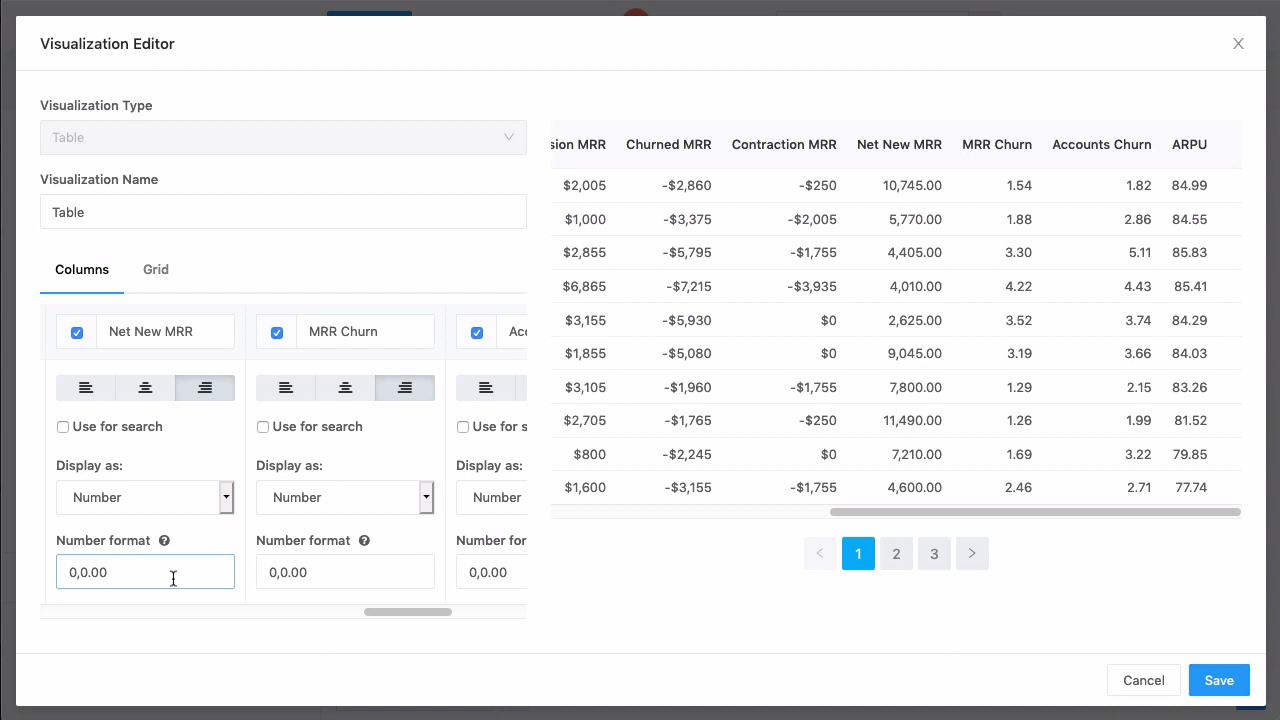 Visualization Editor
Visualization Type
Table
Visualization Name
Table
Columns Grid
Net New MRR MRR Churn Acc
Use for search Use for search Use for s
Display as: Display as: Display as:
Number Number Number
Number format Number format Number for
0,0.00 0,0.00 0,0.00
sion MRR Churned MRR Contraction MRR Net New MRR MRR Churn Accounts Churn ARPU
$2,005 -$2,860 -$250 10,745.00 1.54 1.82 84.99
$1,000 -$3,375 -$2,005 5,770.00 1.88 2.86 84.55
$2,855 -$5,795 -$1,755 4,405.00 3.30 5.11 85.83
$6,865 -$7,215 -$3,935 4,010.00 4.22 4.43 85.41
$3,155 -$5,930 $0 2,625.00 3.52 3.74 84.29
$1,855 -$5,080 $0 9,045.00 3.19 3.66 84.03
$3,105 -$1,960 -$1,755 7,800.00 1.29 2.15 83.26
$2,705 -$1,765 -$250 11,490.00 1.26 1.99 81.52
$800 -$2,245 $0 7,210.00 1.69 3.22 79.85
$1,600 -$3,155 -$1,755 4,600.00 2.46 2.71 77.74
< 1 2 3 >
Cancel Save